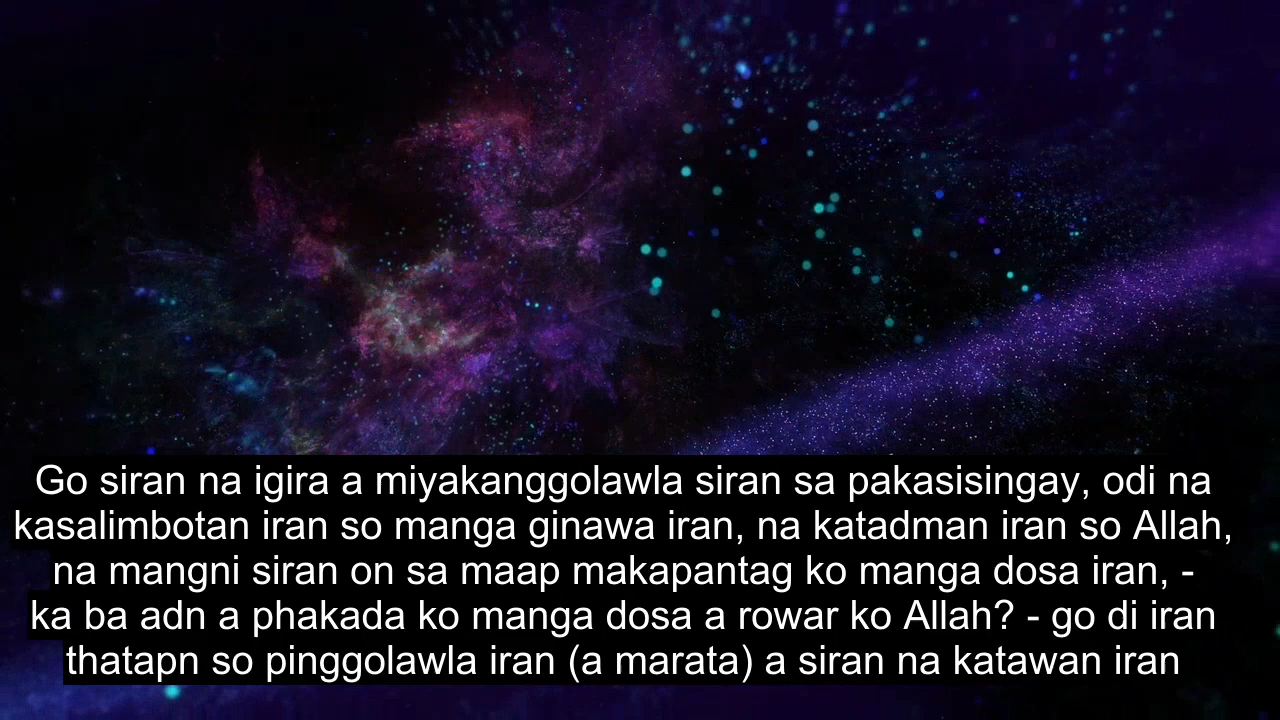 Go siran na igira a miyakanggolawla siran sa pakasisingay, odi na
kasalimbotan iran so manga ginawa iran, na katadman iran so Allah,
na mangni siran on sa maap makapantag ko manga dosa iran, -
ka ba adn a phakada ko manga dosa a rowar ko Allah? - go di iran
thatapn so pinggolawla iran (a marata) a siran na katawan iran